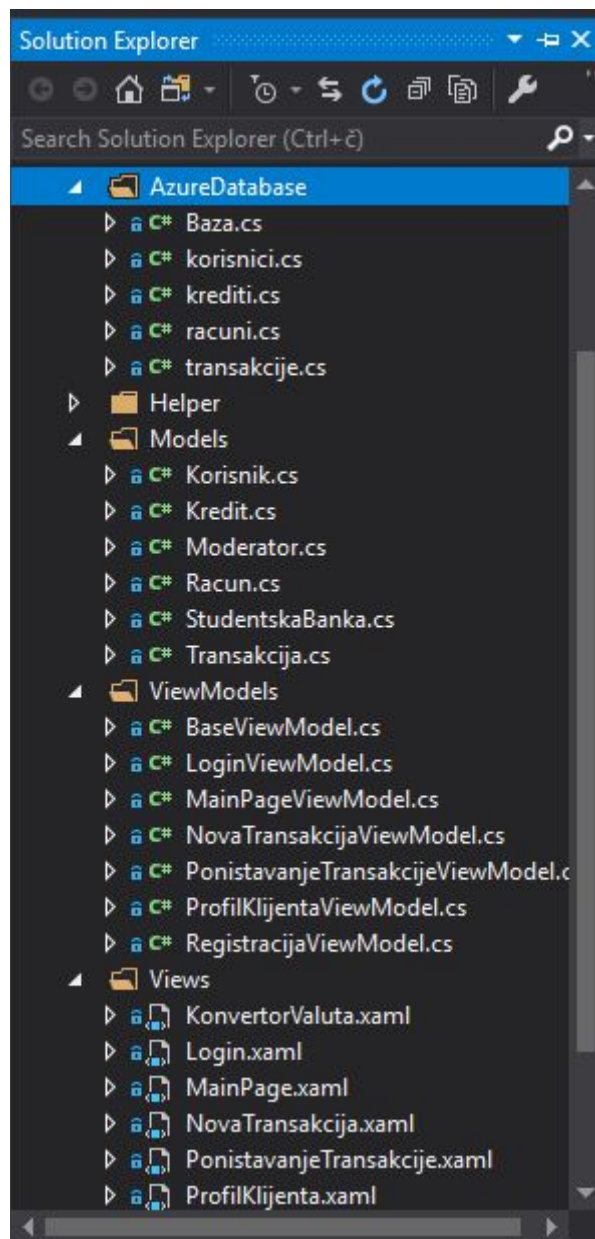 Solution Explorer
Search Solution Explorer (Ctrl+č)
AzureDatabase
C# Baza.cs
C# korisnici.cs
C# krediti.cs
C# racuni.cs
C# transakcije.cs
Helper
Models
C# Korisnik.cs
C# Kredit.cs
C# Moderator.cs
C# Racun.cs
C# StudentskaBanka.cs
C# Transakcija.cs
ViewModels
C# BaseViewModel.cs
C# LoginViewModel.cs
C# MainPageViewModel.cs
C# NovaTransakcijaViewModel.cs
C# PonistavanjeTransakcijeViewModel.c
C# ProfilKlijentaViewModel.cs
C# RegistracijaViewModel.cs
Views
KonvertorValuta.xaml
Login.xaml
MainPage.xaml
NovaTransakcija.xaml
PonistavanjeTransakcije.xaml
ProfilKlijenta.xaml